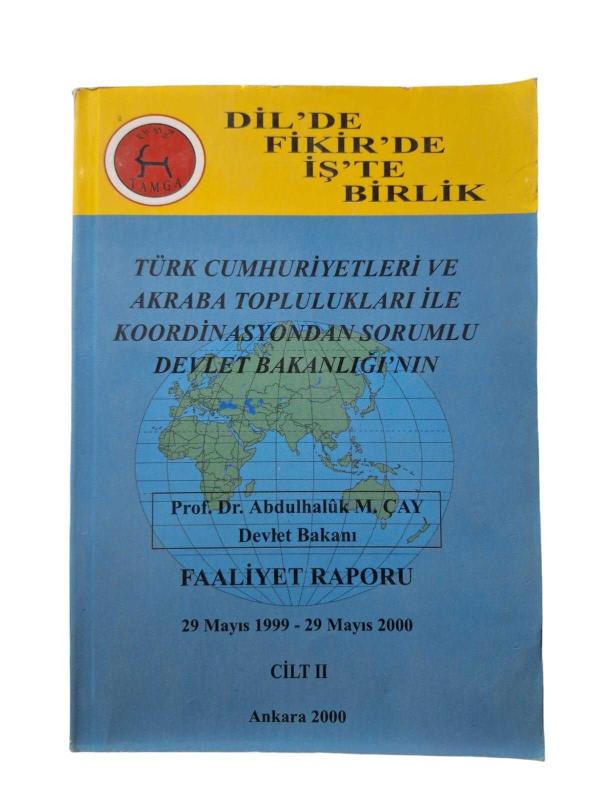 DİL'DE
FİKİR'DE
İŞ'TE
BİRLİK
TAMGA
TÜRK CUMHURİYETLERİ VE
AKRABA TOPLULUKLARI İLE
KOORDİNASYONDAN SORUMLU
DEVLET BAKANLIĞI'NIN
Prof. Dr. Abdulhalûk M. ÇAY
Devlet Bakanı
FAALİYET RAPORU
29 Mayıs 1999 - 29 Mayıs 2000
CİLT II
Ankara 2000